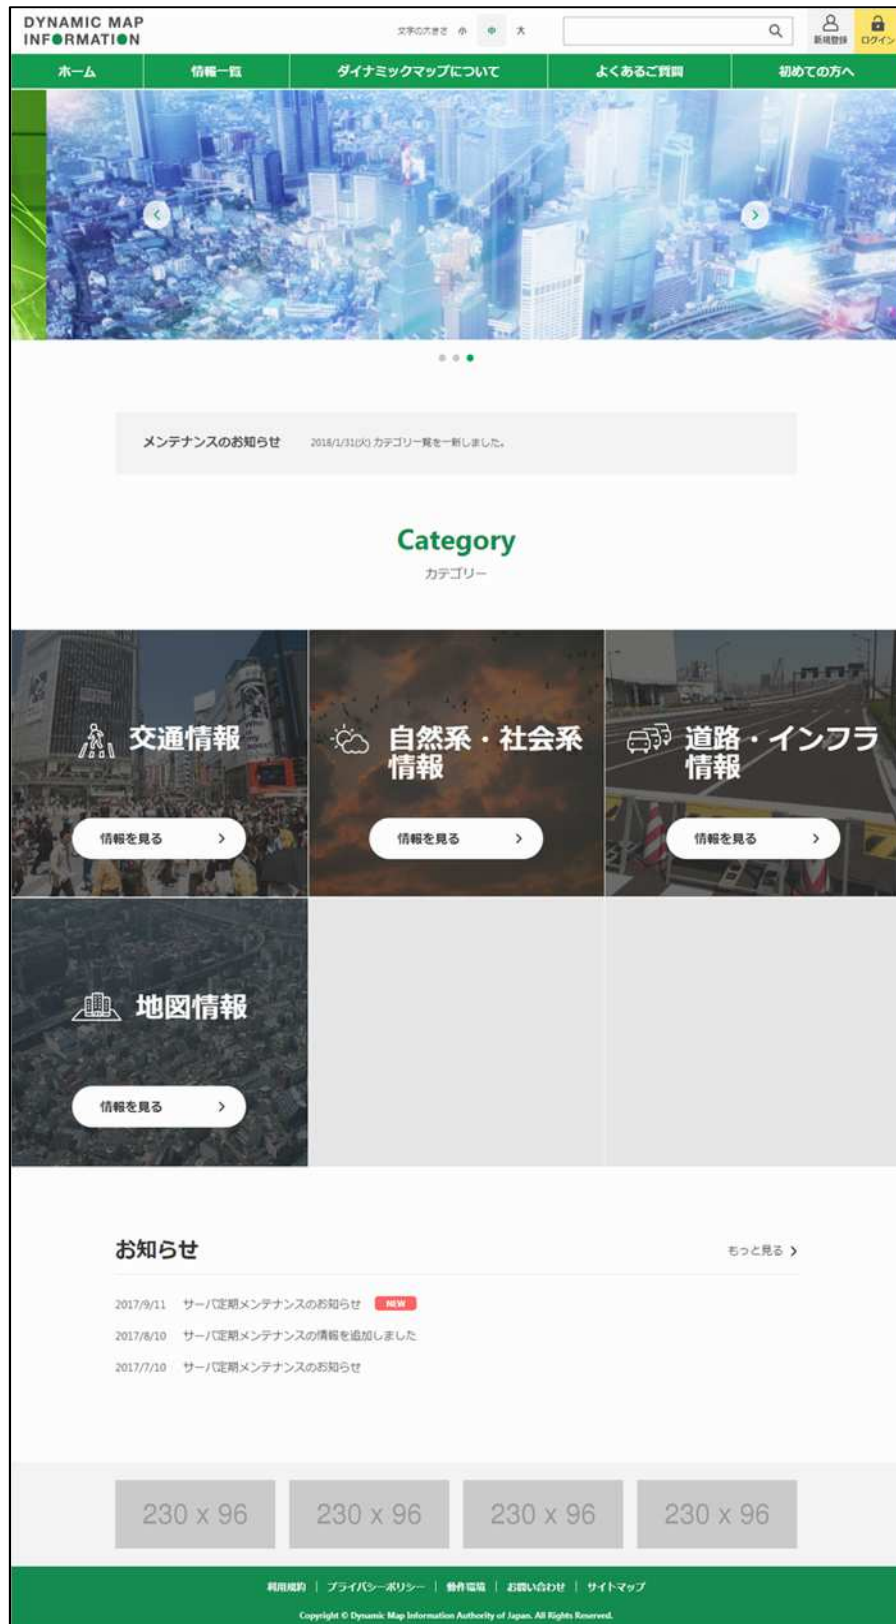 DYNAMIC MAP
INFORMATION
文字の大きさ 小 中 大
新規登録 ログイン
ホーム 情報一覧 ダイナミックマップについて よくあるご質問 初めての方へ
メンテナンスのお知らせ 2018/1/31(火) カテゴリ一覧を一新しました。
Category
カテゴリー
交通情報
自然系・社会系
情報
道路・インフラ
情報
情報を見る 情報を見る 情報を見る
地図情報
情報を見る
お知らせ もっと見る
2017/9/11 サーバ定期メンテナンスのお知らせ NEW
2017/8/10 サーバ定期メンテナンスの情報を追加しました
2017/7/10 サーバ定期メンテナンスのお知らせ
230 x 96 230 x 96 230 x 96 230 x 96
利用規約 | プライバシーポリシー | 動作環境 | お問い合わせ | サイトマップ
Copyright © Dynamic Map Information Authority of Japan. All Rights Reserved.